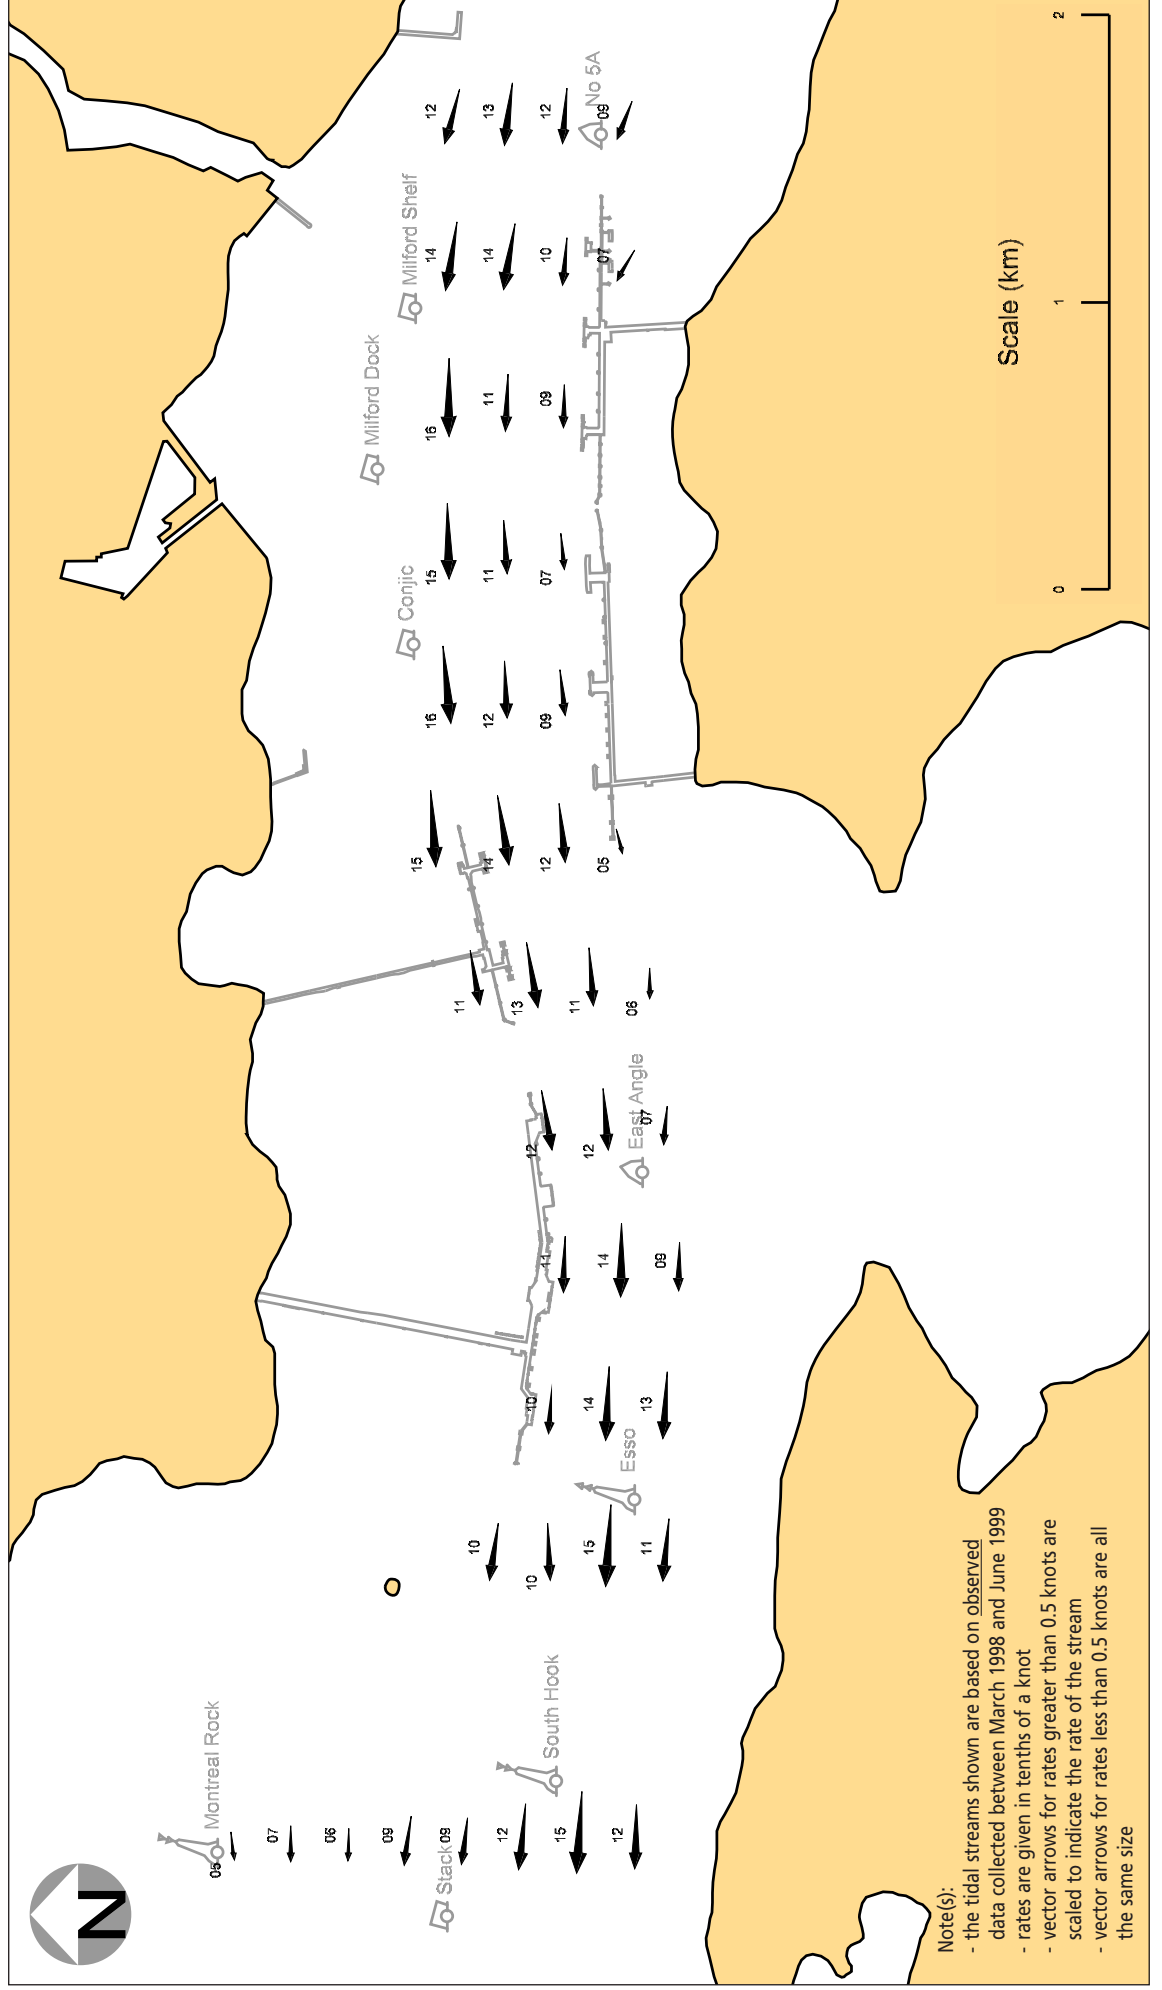 N
Montreal Rock
05
07
06
09
09
12
15
12
Stack
South Hook
10
10
15
11
Esso
10
14
13
11
14
09
12
12
07
East Angle
11
13
11
06
15
14
12
05
16
12
09
Conjic
15
11
07
Milford Dock
16
11
09
Milford Shelf
14
14
10
07
12
13
12
09
No 5A
Note(s):
- the tidal streams shown are based on observed
data collected between March 1998 and June 1999
- rates are given in tenths of a knot
- vector arrows for rates greater than 0.5 knots are
scaled to indicate the rate of the stream
- vector arrows for rates less than 0.5 knots are all
the same size
Scale (km)
0 1 2